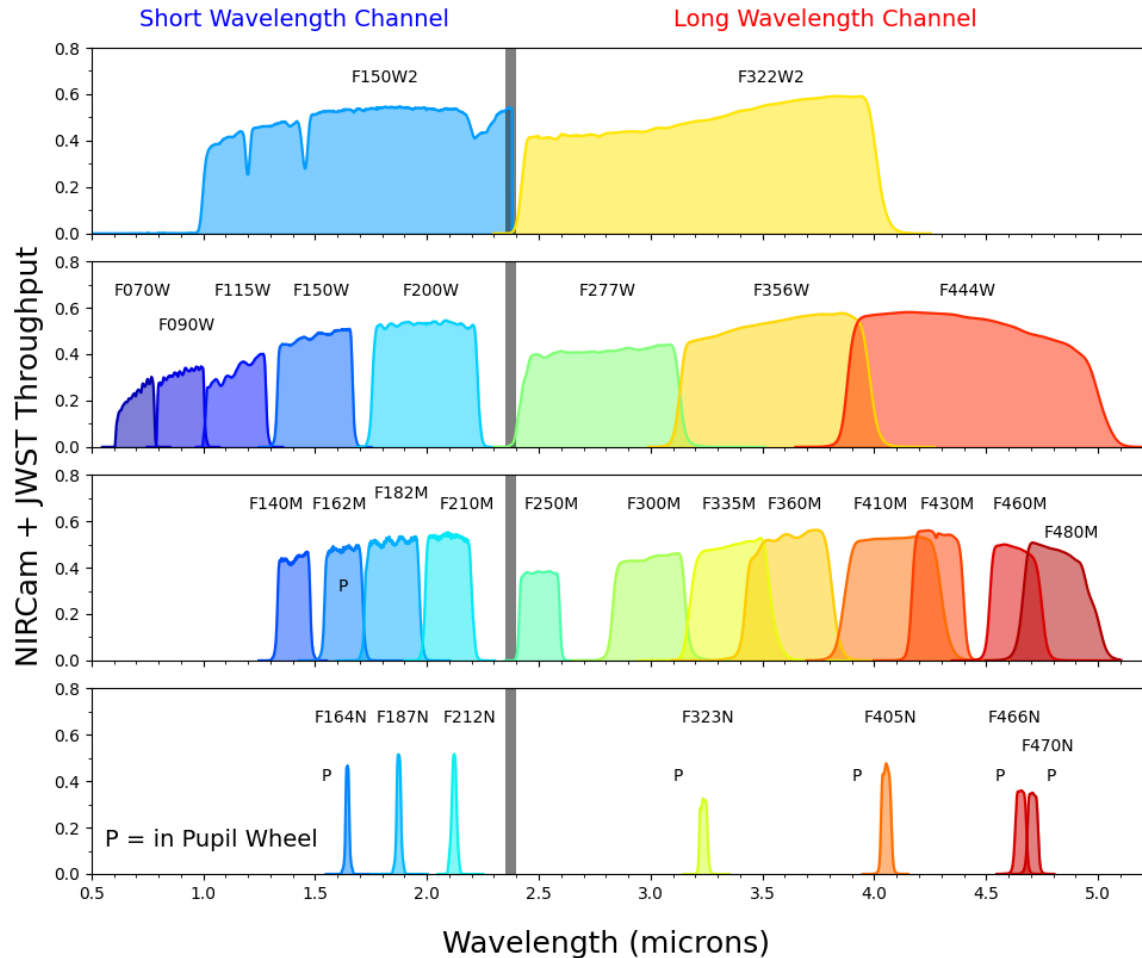 Short Wavelength Channel
Long Wavelength Channel
NIRCam + JWST Throughput
0.8
0.6
0.4
0.2
0.0
F150W2
F322W2
0.8
0.6
0.4
0.2
0.0
F070W
F090W
F115W
F150W
F200W
F277W
F356W
F444W
0.8
0.6
0.4
0.2
0.0
F140M
F162M
F182M
F210M
F250M
F300M
F335M
F360M
F410M
F430M
F460M
F480M
P
0.8
0.6
0.4
0.2
0.0
F164N
F187N
F212N
F323N
F405N
F466N
F470N
P
P
P
P
P
P = in Pupil Wheel
0.5
1.0
1.5
2.0
2.5
3.0
3.5
4.0
4.5
5.0
Wavelength (microns)